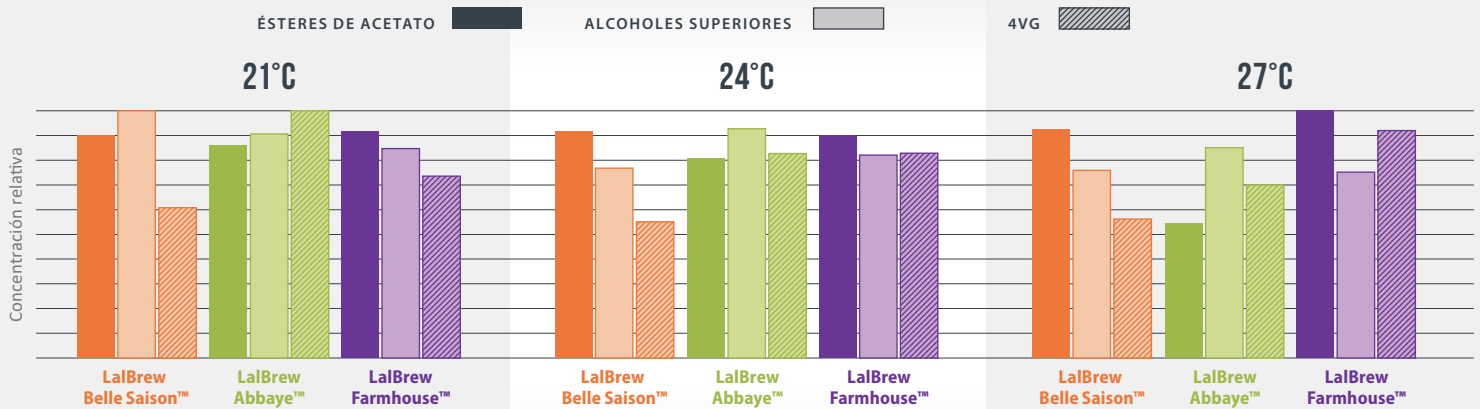 ÉSTERES DE ACETATO
ALCOHOLES SUPERIORES
4VG
21°C
24°C
27°C
Concentración relativa
LalBrew
Belle Saison™
LalBrew
Abbaye™
LalBrew
Farmhouse™
LalBrew
Belle Saison™
LalBrew
Abbaye™
LalBrew
Farmhouse™
LalBrew
Belle Saison™
LalBrew
Abbaye™
LalBrew
Farmhouse™